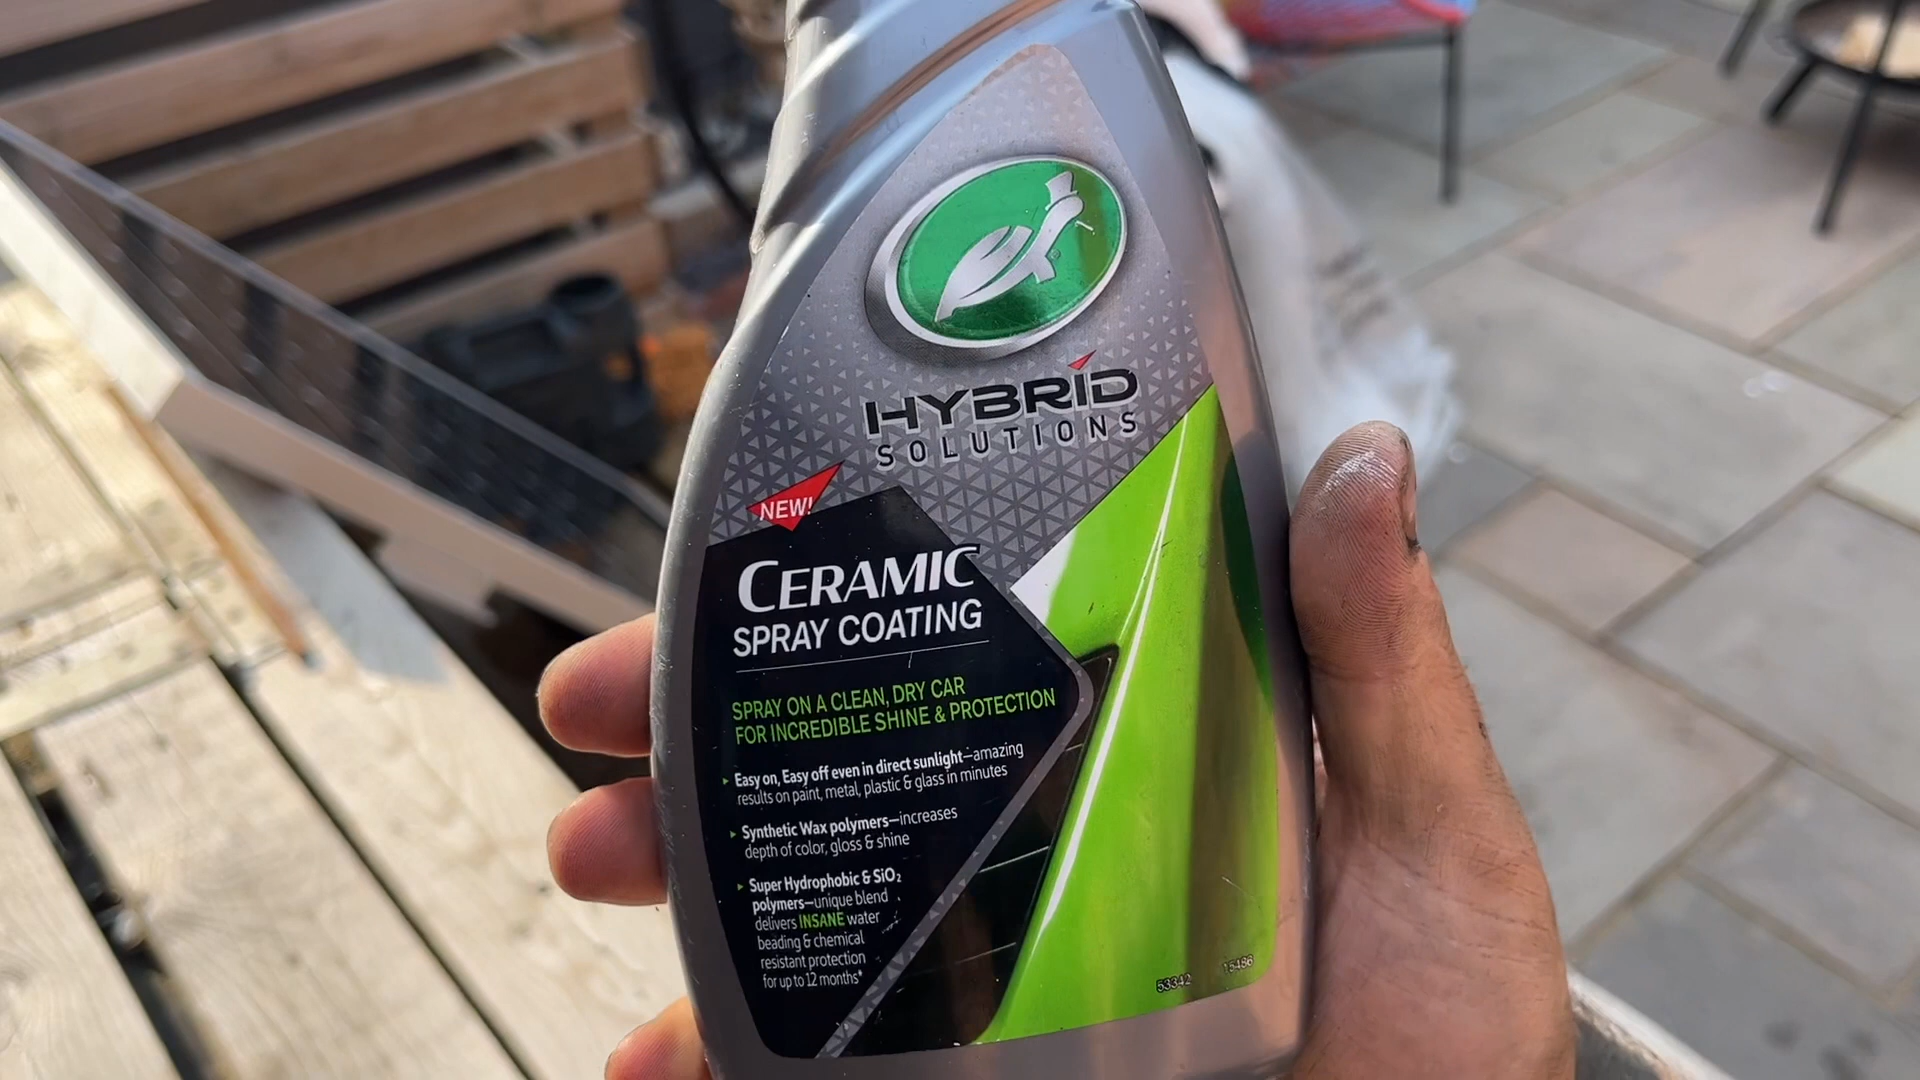 HYBRID
SOLUTIONS
NEW!
CERAMIC
SPRAY COATING
SPRAY ON A CLEAN, DRY CAR
FOR INCREDIBLE SHINE & PROTECTION
Easy on, Easy off even in direct sunlight—amazing
results on paint, metal, plastic & glass in minutes
Synthetic Wax polymers—increases
depth of color, gloss & shine
Super Hydrophobic & SiO₂
polymers—unique blend
delivers INSANE water
beading & chemical
resistant protection
for up to 12 months*
53342 15486